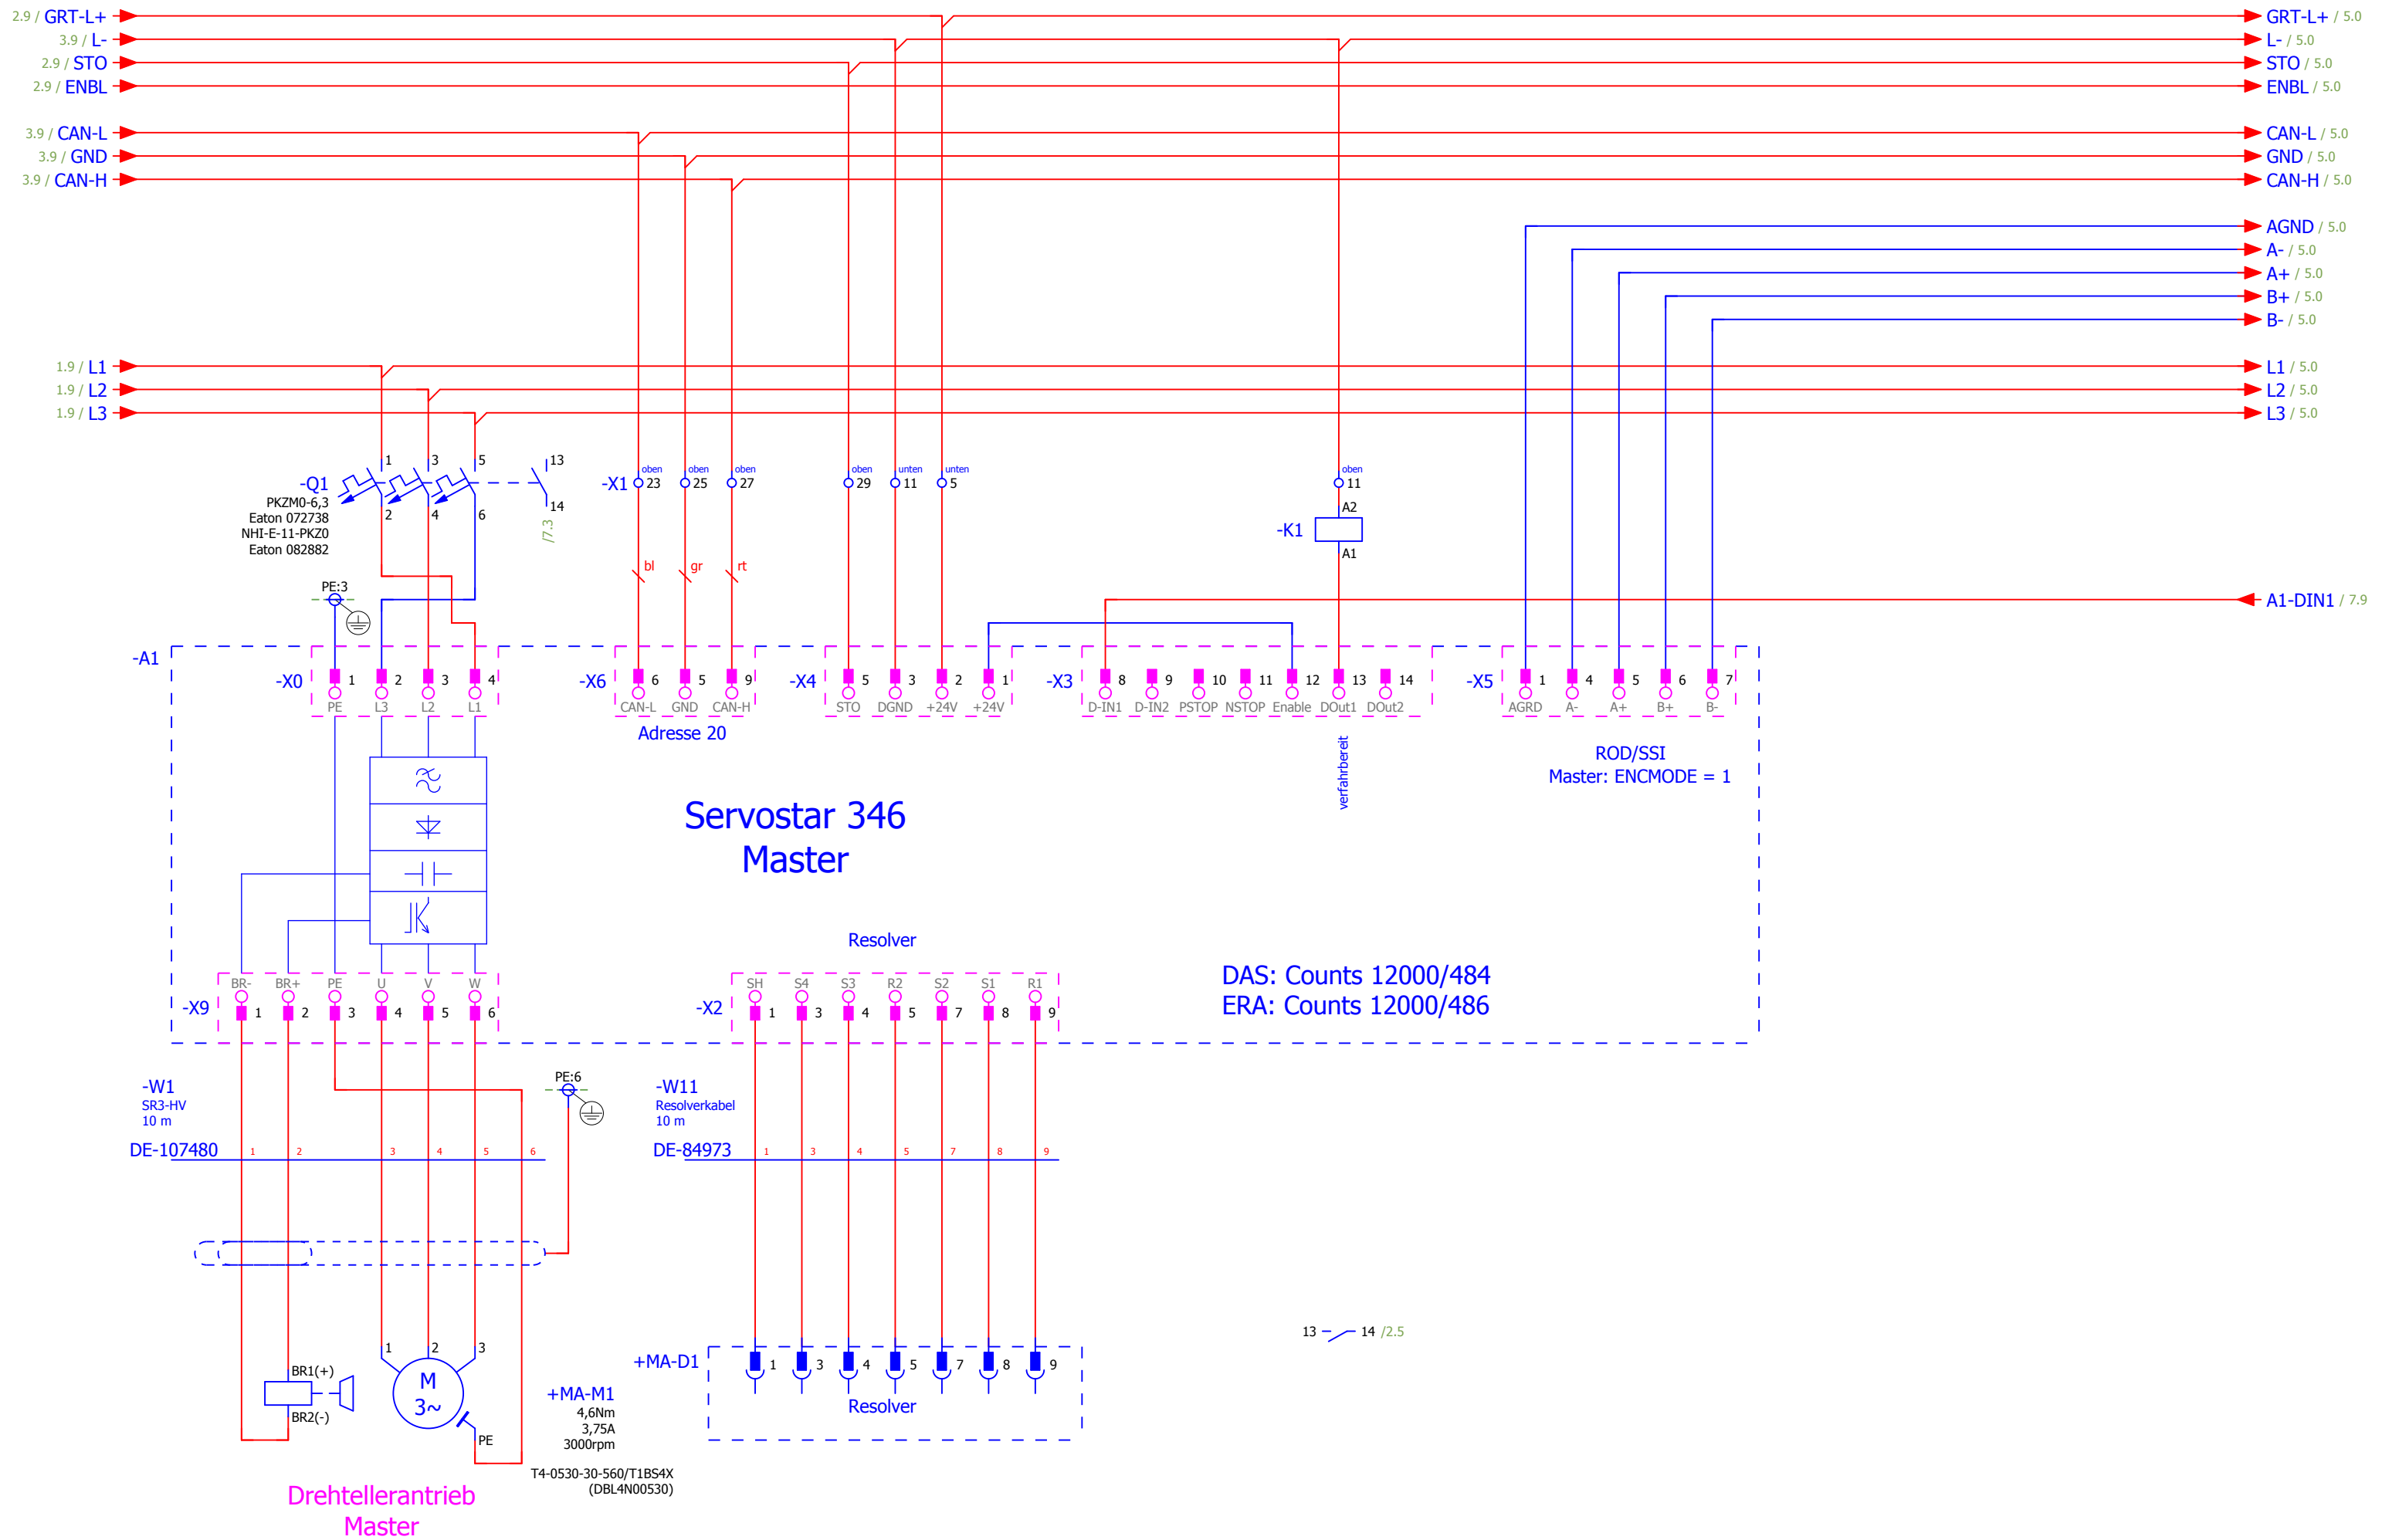 2.9 / GRT-L+
GRT-L+ / 5.0
3.9 / L-
L- / 5.0
2.9 / STO
STO / 5.0
2.9 / ENBL
ENBL / 5.0
3.9 / CAN-L
CAN-L / 5.0
3.9 / GND
GND / 5.0
3.9 / CAN-H
CAN-H / 5.0
AGND / 5.0
A- / 5.0
A+ / 5.0
B+ / 5.0
B- / 5.0
1.9 / L1
L1 / 5.0
1.9 / L2
L2 / 5.0
1.9 / L3
L3 / 5.0
1 3 5 13
-Q1
PKZM0-6,3
Eaton 072738
NHI-E-11-PKZ0
Eaton 082882
2 4 6 14
/7.3
oben oben oben oben unten unten oben
-X1 23 25 27 29 11 5 11
A2
-K1
A1
bl gr rt
PE:3
A1-DIN1 / 7.9
-A1
-X0 1 2 3 4
PE L3 L2 L1
-X6 6 5 9
CAN-L GND CAN-H
Adresse 20
-X4 5 3 2 1
STO DGND +24V +24V
-X3 8 9 10 11 12 13 14
D-IN1 D-IN2 PSTOP NSTOP Enable DOut1 DOut2
verfahrbereit
-X5 1 4 5 6 7
AGRD A- A+ B+ B-
ROD/SSI
Master: ENCMODE = 1
Servostar 346
Master
Resolver
DAS: Counts 12000/484
ERA: Counts 12000/486
BR- BR+ PE U V W
-X9 1 2 3 4 5 6
SH S4 S3 R2 S2 S1 R1
-X2 1 3 4 5 7 8 9
PE:6
-W1
SR3-HV
10 m
DE-107480 1 2 3 4 5 6
-W11
Resolverkabel
10 m
DE-84973 1 3 4 5 7 8 9
13 14 /2.5
1 2 3
BR1(+)
BR2(-)
M
3~
PE
+MA-M1
4,6Nm
3,75A
3000rpm
T4-0530-30-560/T1BS4X
(DBL4N00530)
+MA-D1 1 3 4 5 7 8 9
Resolver
Drehtellerantrieb
Master